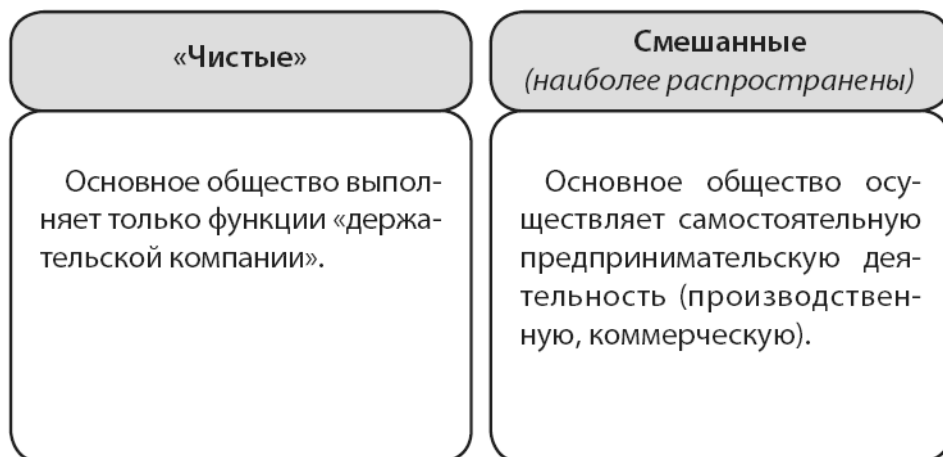 «Чистые»
Основное общество выпол-
няет только функции «держа-
тельской компании».
Смешанные
(наиболее распространены)
Основное общество осу-
ществляет самостоятельную
предпринимательскую дея-
тельность (производствен-
ную, коммерческую).